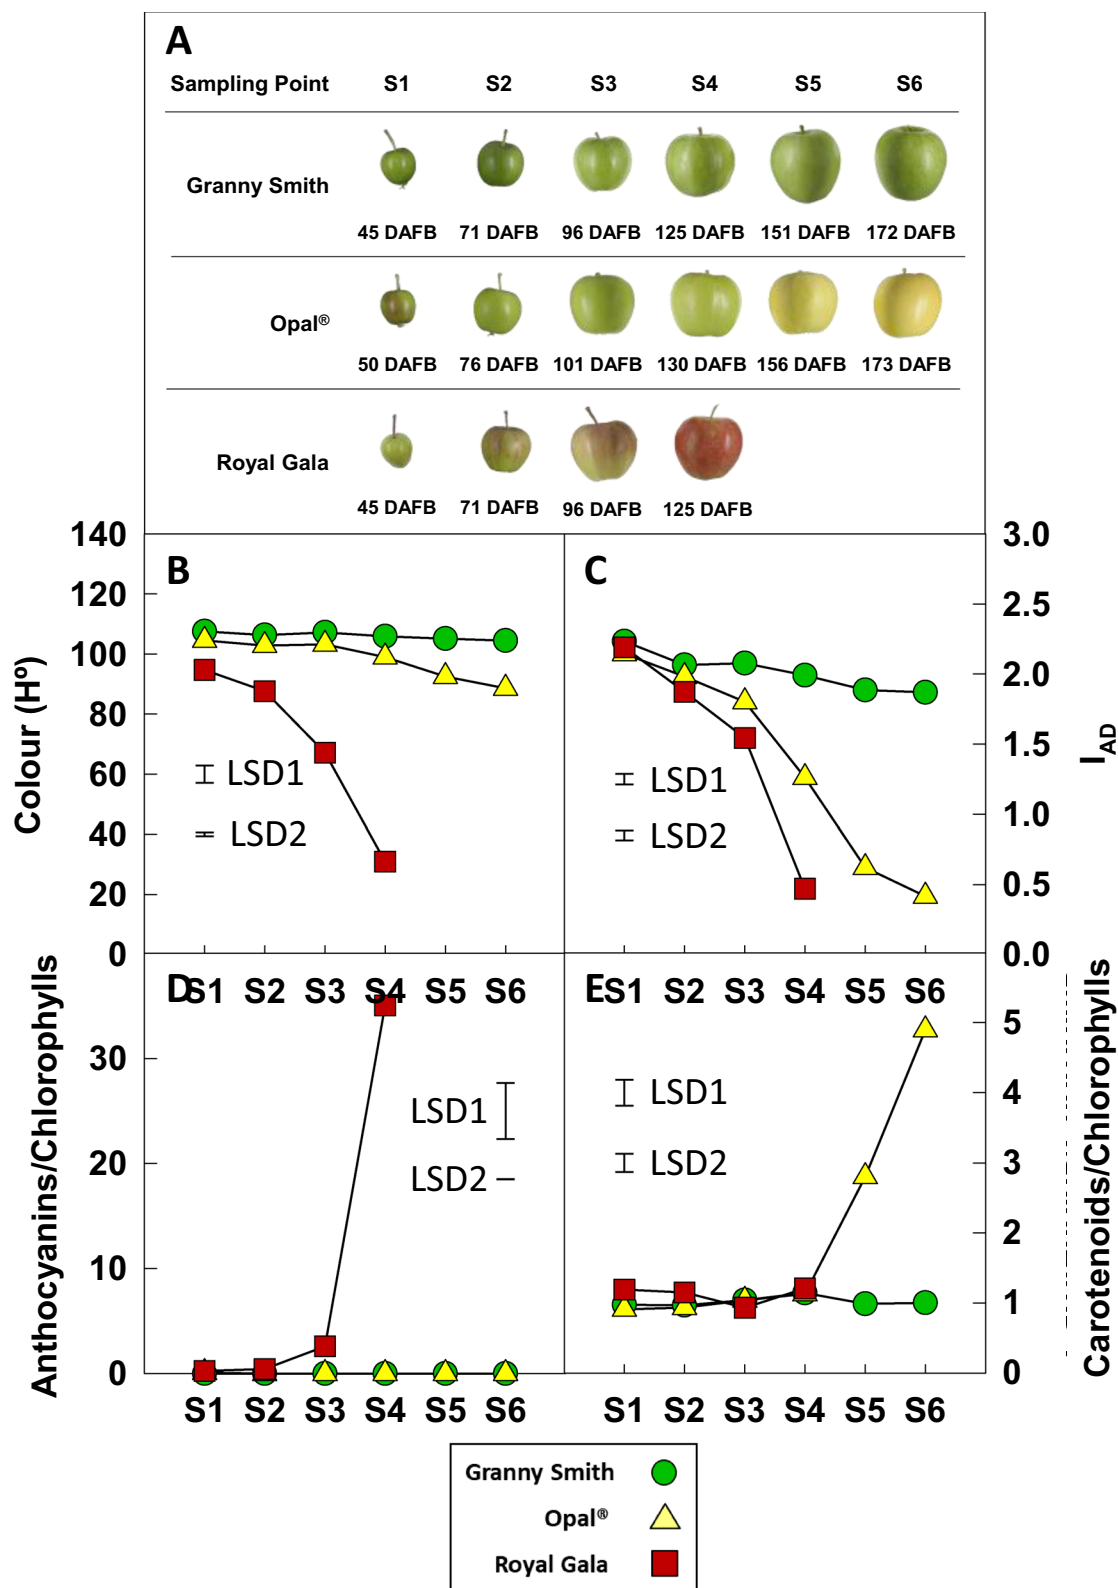 A
Sampling Point S1 S2 S3 S4 S5 S6
Granny Smith
45 DAFB 71 DAFB 96 DAFB 125 DAFB 151 DAFB 172 DAFB
Opal®
50 DAFB 76 DAFB 101 DAFB 130 DAFB 156 DAFB 173 DAFB
Royal Gala
45 DAFB 71 DAFB 96 DAFB 125 DAFB
B
Colour (Hº)
140
120
100
80
60
40
20
0
LSD1
LSD2
C
3.0
2.5
2.0
1.5
1.0
0.5
0.0
IAD
LSD1
LSD2
D
S1 S2 S3 S4 S5 S6
Anthocyanins/Chlorophylls
30
20
10
0
LSD1
LSD2
S1 S2 S3 S4 S5 S6
E
S1 S2 S3 S4 S5 S6
LSD1
LSD2
5
4
3
2
1
0
Carotenoids/Chlorophylls
S1 S2 S3 S4 S5 S6
Granny Smith
Opal®
Royal Gala